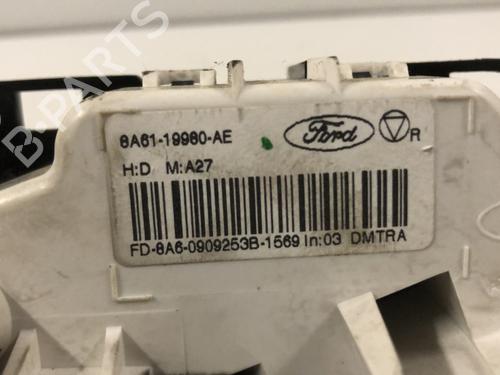 B-PARTS
8A61-19980-AE
Ford
R
H:D M:A27
FD-8A6-0909253B-1569 In:03 DMTRA